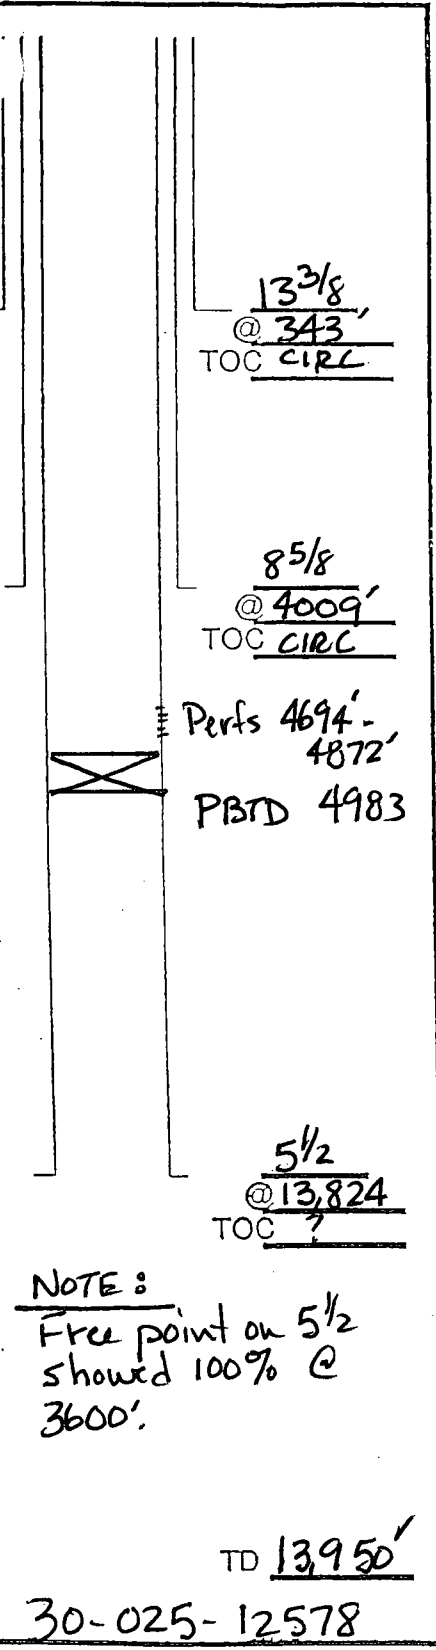 13 3/8
@ 343'
TOC CIRC
8 5/8
@ 4009'
TOC CIRC
Perfs 4694'-
4872'
PBTD 4983
5 1/2
@ 13,824
TOC ?
NOTE:
Free point on 5 1/2
showed 100% @
3600'.
TD 13,950'
30-025-12578